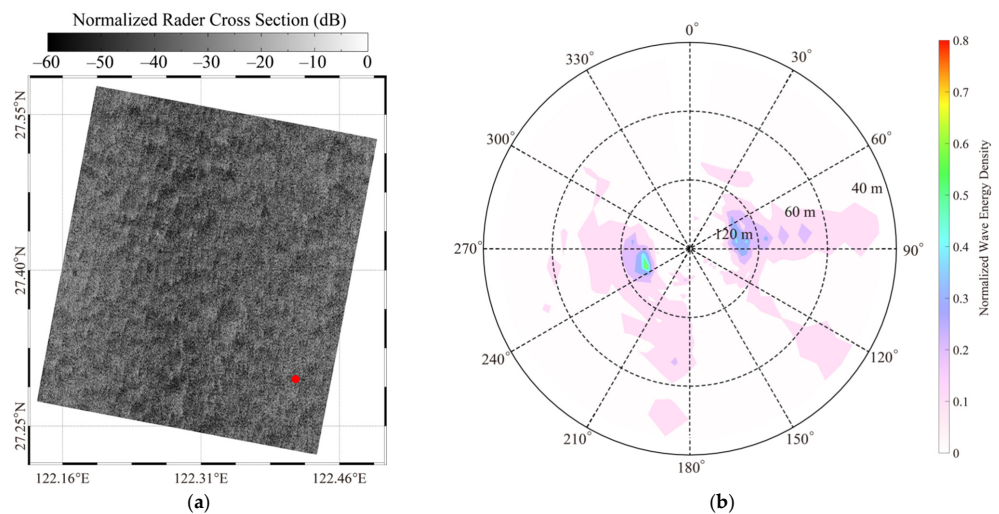 Normalized Rader Cross Section (dB)
−60 −50 −40 −30 −20 −10 0
27.55°N
27.40°N
27.25°N
122.16°E 122.31°E 122.46°E
(a)
0°
330° 30°
300° 60°
40 m
60 m
120 m
270° 90°
240° 120°
210° 150°
180°
0.8
0.7
0.6
0.5
0.4
0.3
0.2
0.1
0
Normalized Wave Energy Density
(b)